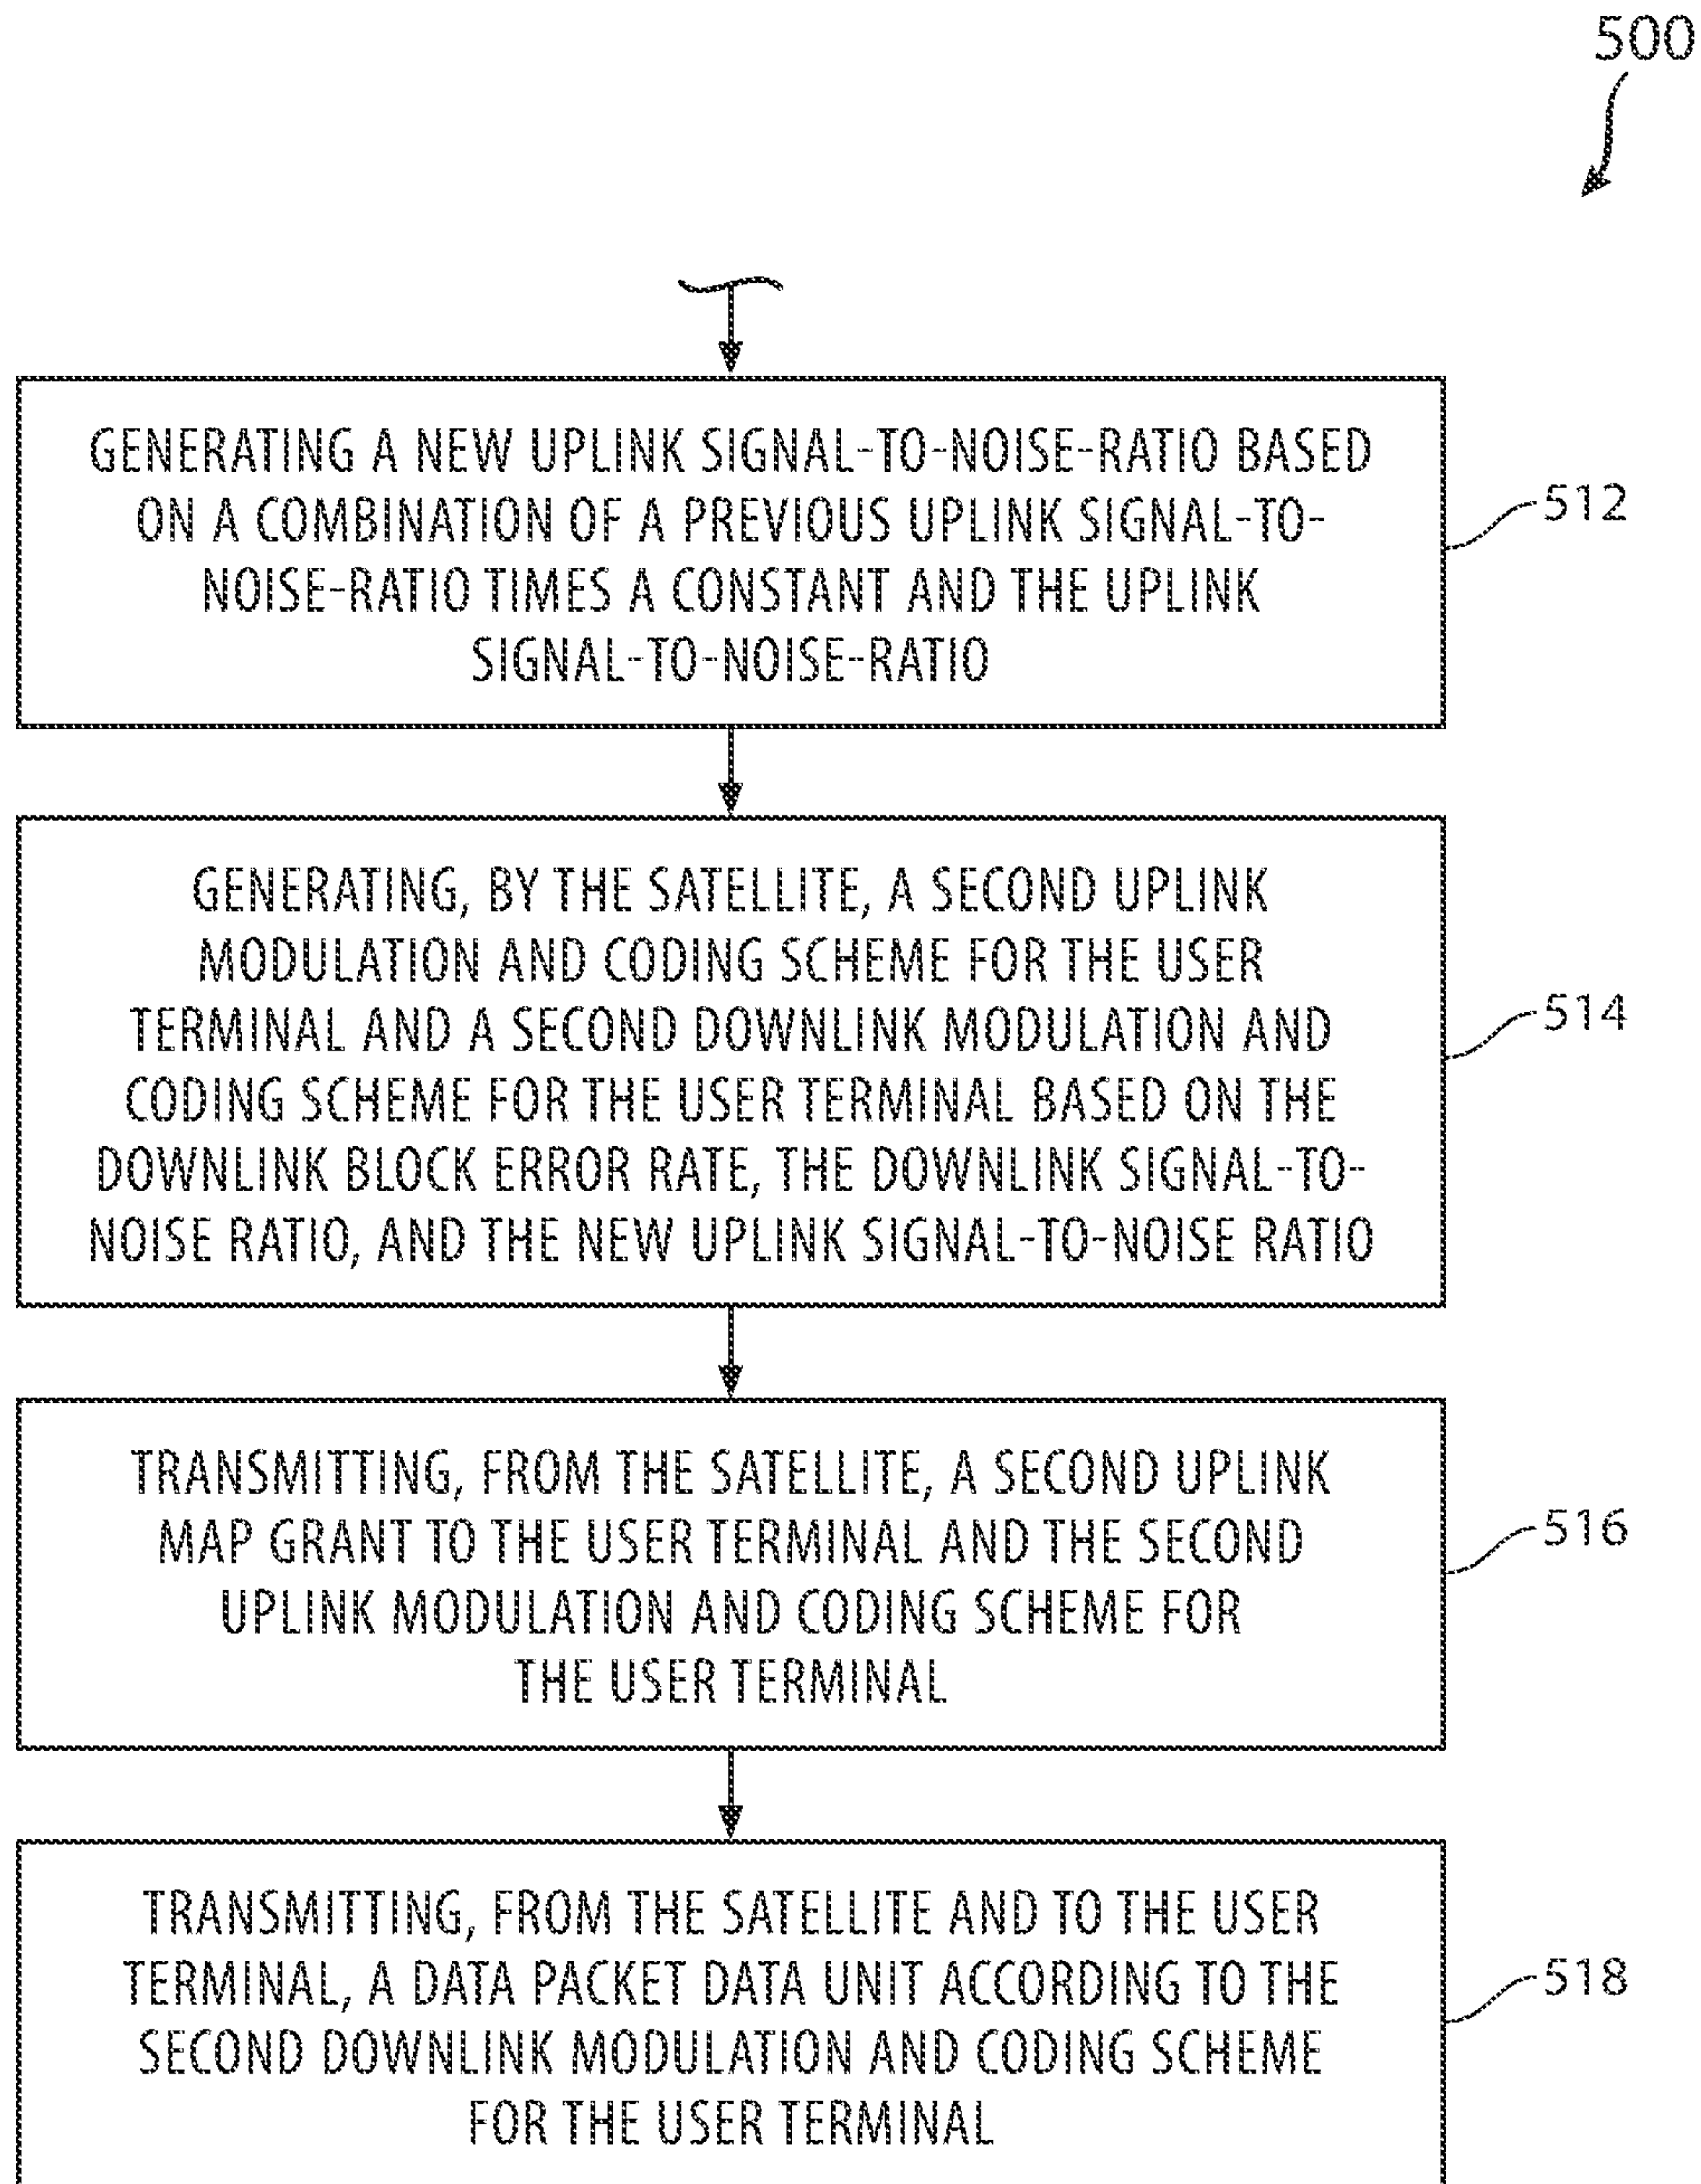 500
GENERATING A NEW UPLINK SIGNAL-TO-NOISE-RATIO BASED
ON A COMBINATION OF A PREVIOUS UPLINK SIGNAL-TO-
NOISE-RATIO TIMES A CONSTANT AND THE UPLINK
SIGNAL-TO-NOISE-RATIO
512
GENERATING, BY THE SATELLITE, A SECOND UPLINK
MODULATION AND CODING SCHEME FOR THE USER
TERMINAL AND A SECOND DOWNLINK MODULATION AND
CODING SCHEME FOR THE USER TERMINAL BASED ON THE
DOWNLINK BLOCK ERROR RATE, THE DOWNLINK SIGNAL-TO-
NOISE RATIO, AND THE NEW UPLINK SIGNAL-TO-NOISE RATIO
514
TRANSMITTING, FROM THE SATELLITE, A SECOND UPLINK
MAP GRANT TO THE USER TERMINAL AND THE SECOND
UPLINK MODULATION AND CODING SCHEME FOR
THE USER TERMINAL
516
TRANSMITTING, FROM THE SATELLITE AND TO THE USER
TERMINAL, A DATA PACKET DATA UNIT ACCORDING TO THE
SECOND DOWNLINK MODULATION AND CODING SCHEME
FOR THE USER TERMINAL
518